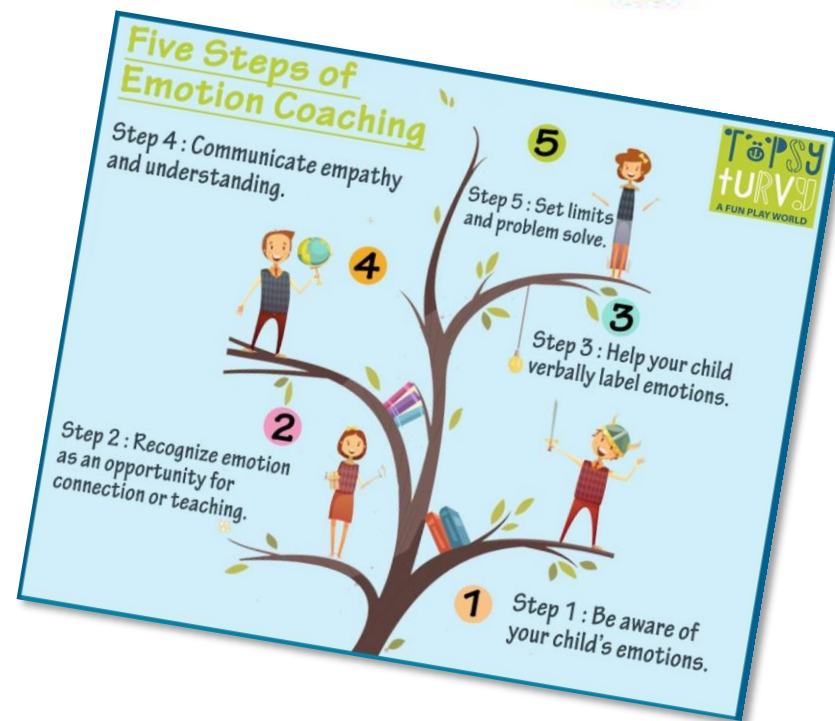 Five Steps of
Emotion Coaching
Step 4 : Communicate empathy
and understanding.
4
5
Step 5 : Set limits
and problem solve.
TOPSY
tURVY
A FUN PLAY WORLD
3
Step 3 : Help your child
verbally label emotions.
2
Step 2 : Recognize emotion
as an opportunity for
connection or teaching.
1
Step 1 : Be aware of
your child's emotions.